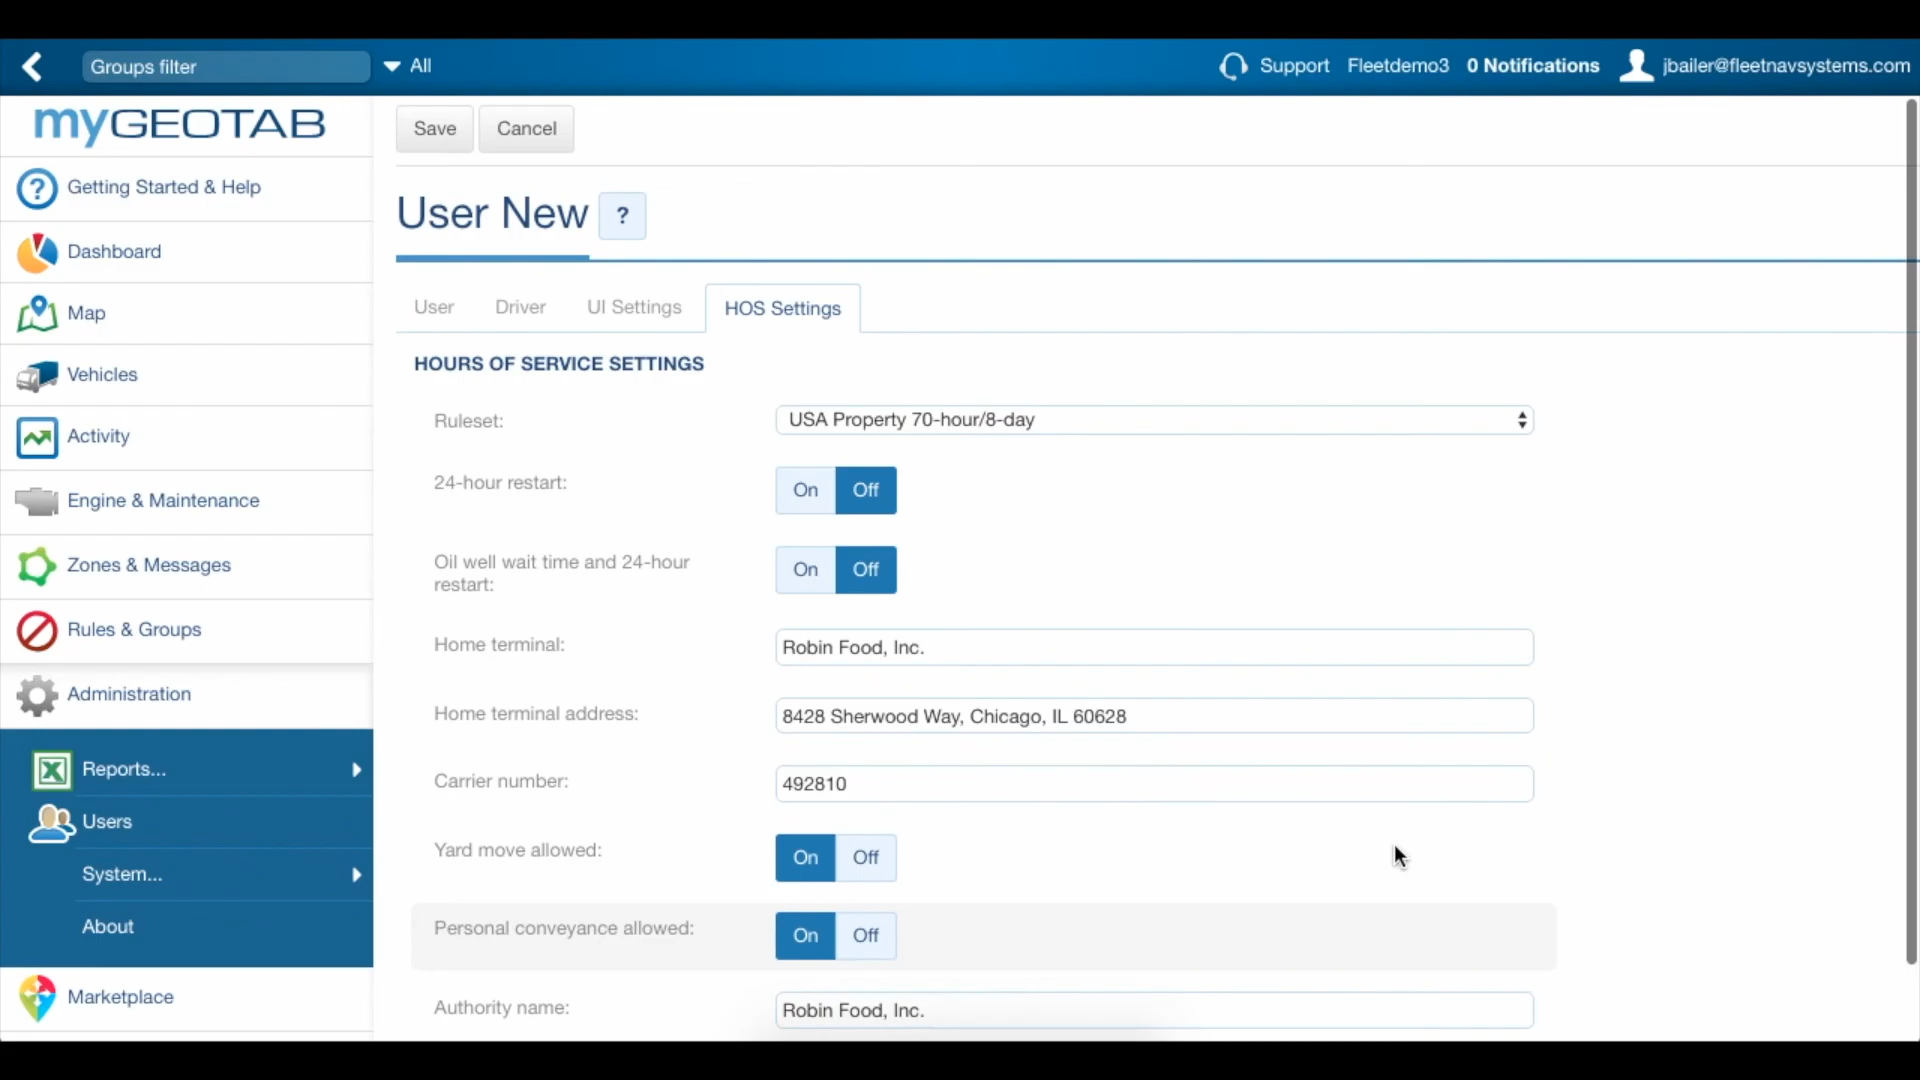 Groups filter
All
Support
Fleetdemo3
0 Notifications
jbailer@fleetnavsystems.com
myGEOTAB
Getting Started & Help
Dashboard
Map
Vehicles
Activity
Engine & Maintenance
Zones & Messages
Rules & Groups
Administration
Reports...
Users
System...
About
Marketplace
Save
Cancel
User New
?
User
Driver
UI Settings
HOS Settings
HOURS OF SERVICE SETTINGS
Ruleset:
USA Property 70-hour/8-day
24-hour restart:
On
Off
Oil well wait time and 24-hour
restart:
On
Off
Home terminal:
Robin Food, Inc.
Home terminal address:
8428 Sherwood Way, Chicago, IL 60628
Carrier number:
492810
Yard move allowed:
On
Off
Personal conveyance allowed:
On
Off
Authority name:
Robin Food, Inc.